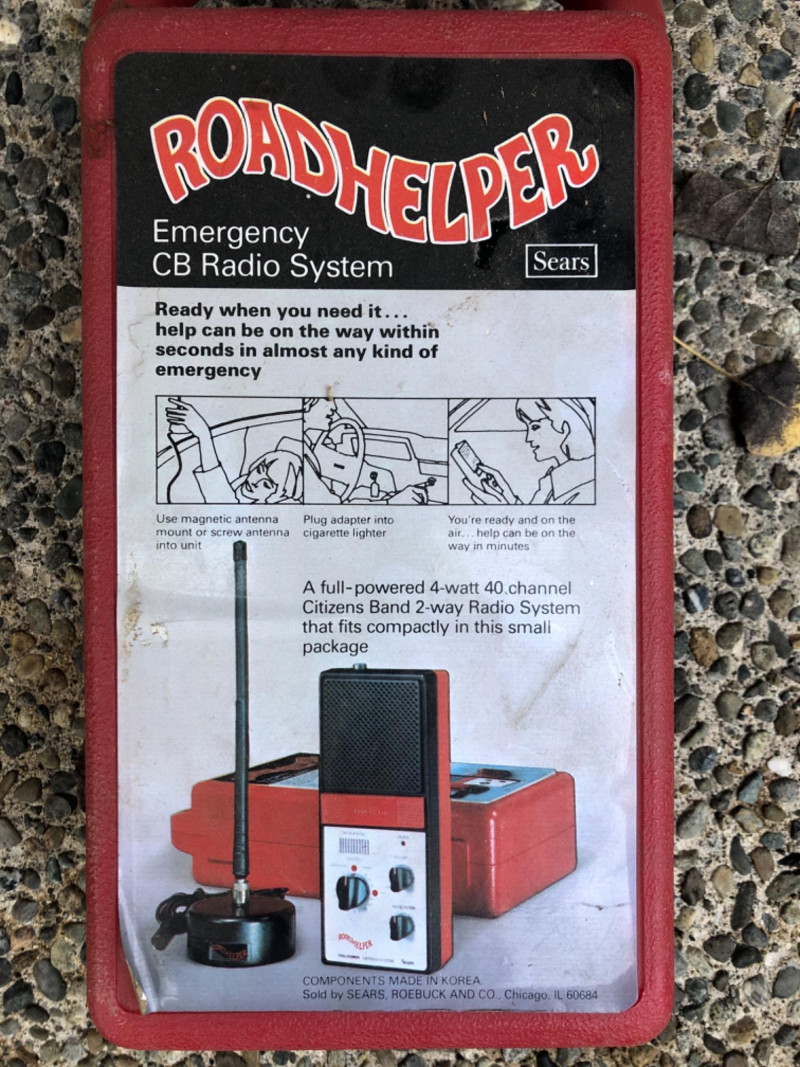 ROADHELPER
Emergency
CB Radio System
Sears
Ready when you need it...
help can be on the way within
seconds in almost any kind of
emergency
Use magnetic antenna
mount or screw antenna
into unit
Plug adapter into
cigarette lighter
You're ready and on the
air... help can be on the
way in minutes
A full-powered 4-watt 40 channel
Citizens Band 2-way Radio System
that fits compactly in this small
package
ROADHELPER
ROADHELPER
Sears
COMPONENTS MADE IN KOREA.
Sold by SEARS, ROEBUCK AND CO., Chicago, IL 60684